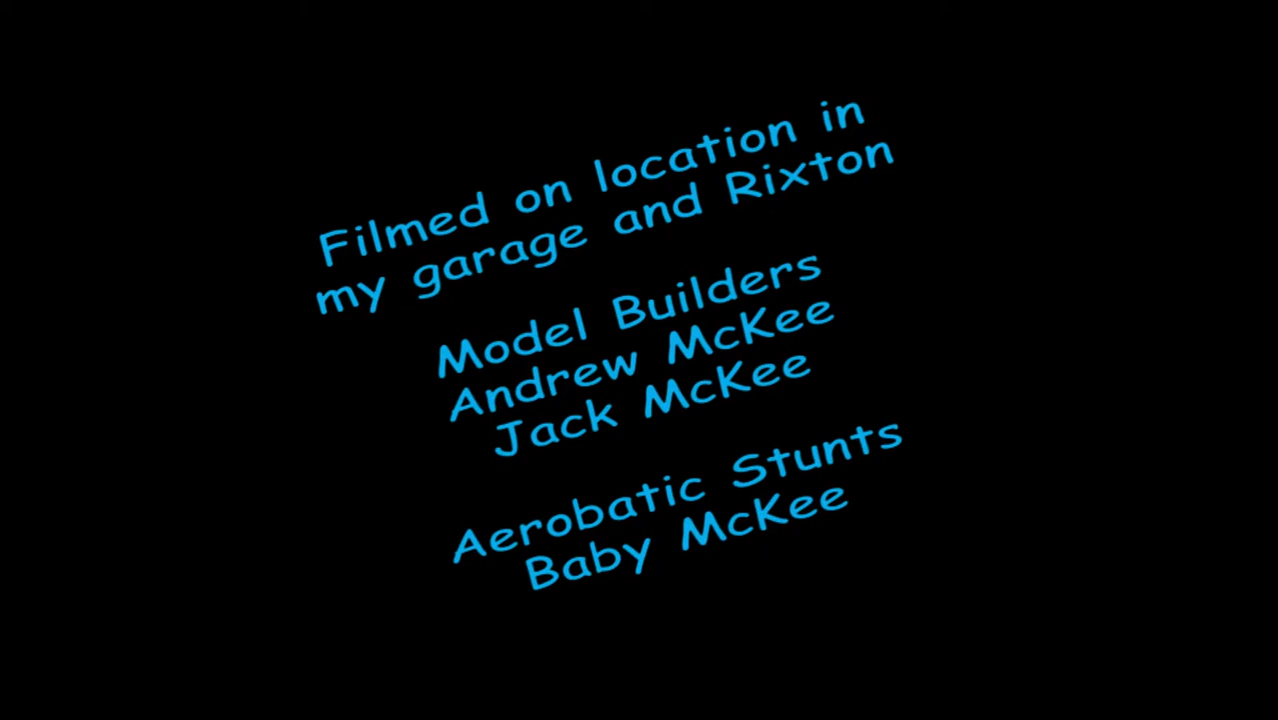 Filmed on location in
my garage and Rixton
Model Builders
Andrew McKee
Jack McKee
Aerobatic Stunts
Baby McKee